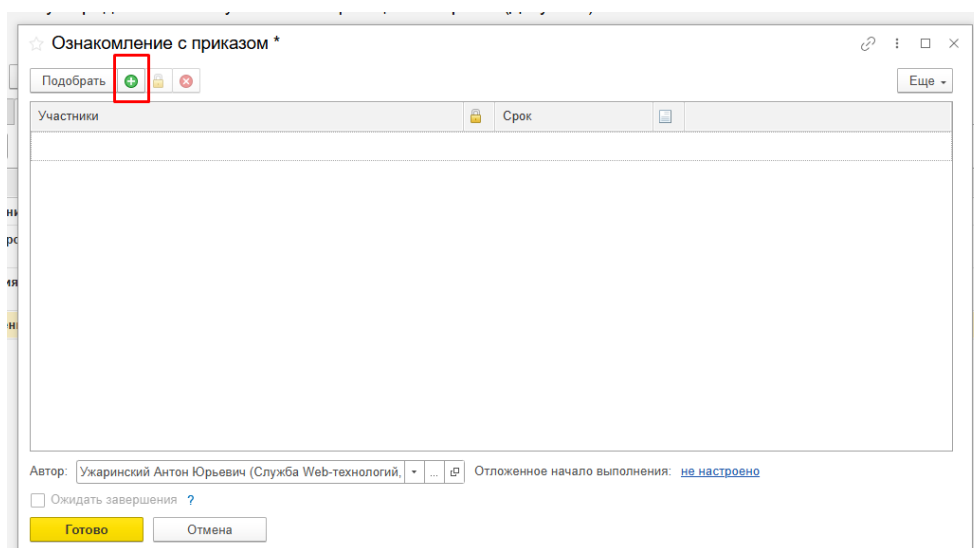 Ознакомление с приказом *
Подобрать Еще
Участники Срок
Автор: Ужаринский Антон Юрьевич (Служба Web-технологий, ... Отложенное начало выполнения: не настроено
Ожидать завершения ?
Готово Отмена